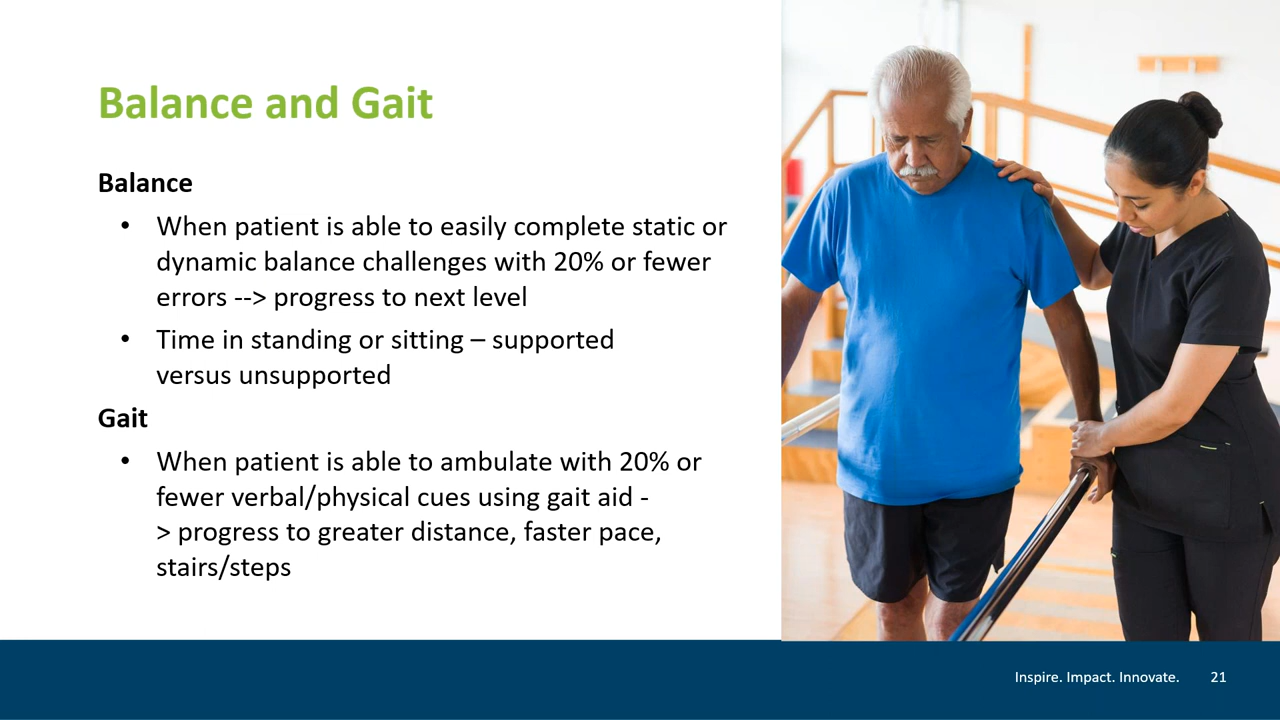 Balance and Gait
Balance
• When patient is able to easily complete static or
dynamic balance challenges with 20% or fewer
errors --> progress to next level
• Time in standing or sitting – supported
versus unsupported
Gait
• When patient is able to ambulate with 20% or
fewer verbal/physical cues using gait aid -
> progress to greater distance, faster pace,
stairs/steps
Inspire. Impact. Innovate. 21